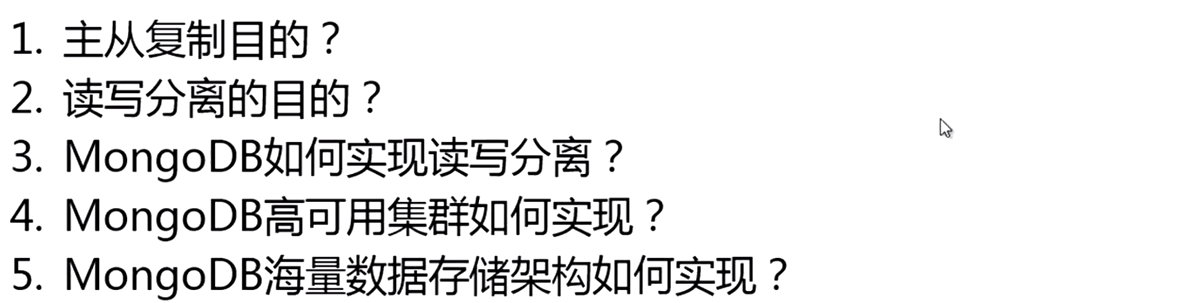 1. 主从复制目的？
2. 读写分离的目的？
3. MongoDB如何实现读写分离？
4. MongoDB高可用集群如何实现？
5. MongoDB海量数据存储架构如何实现？